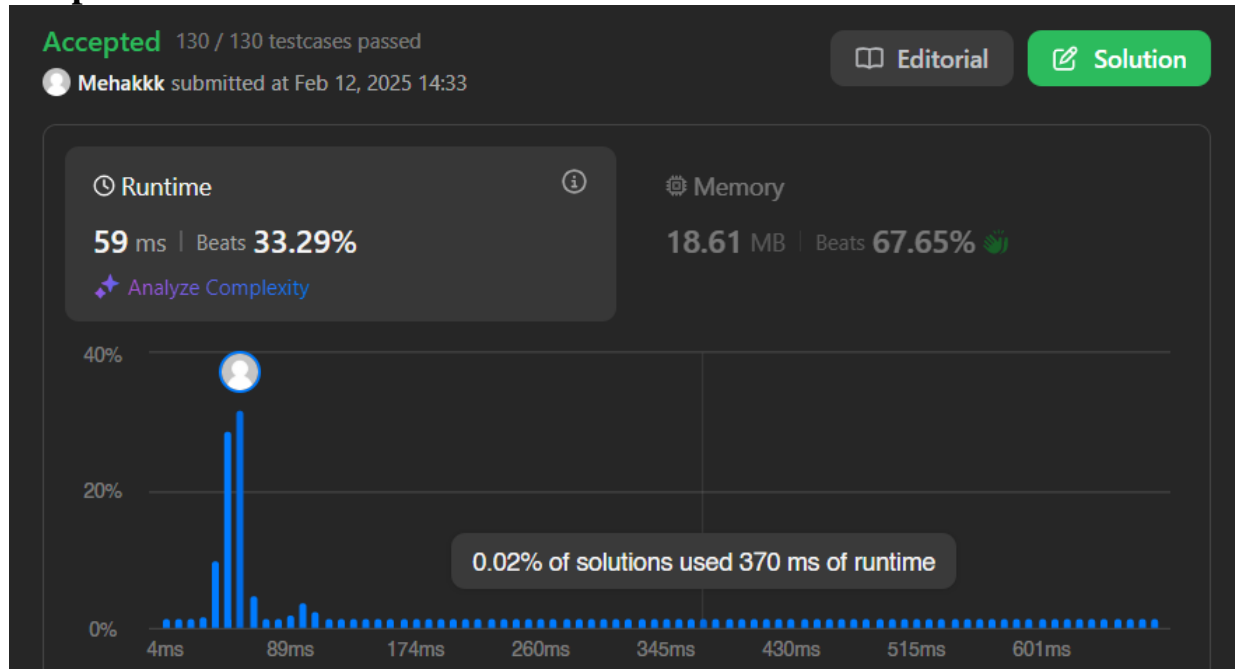 Accepted 130 / 130 testcases passed
Editorial
Solution
Mehakkk submitted at Feb 12, 2025 14:33
Runtime
59 ms | Beats 33.29%
Analyze Complexity
Memory
18.61 MB | Beats 67.65%
40%
20%
0%
0.02% of solutions used 370 ms of runtime
4ms 89ms 174ms 260ms 345ms 430ms 515ms 601ms